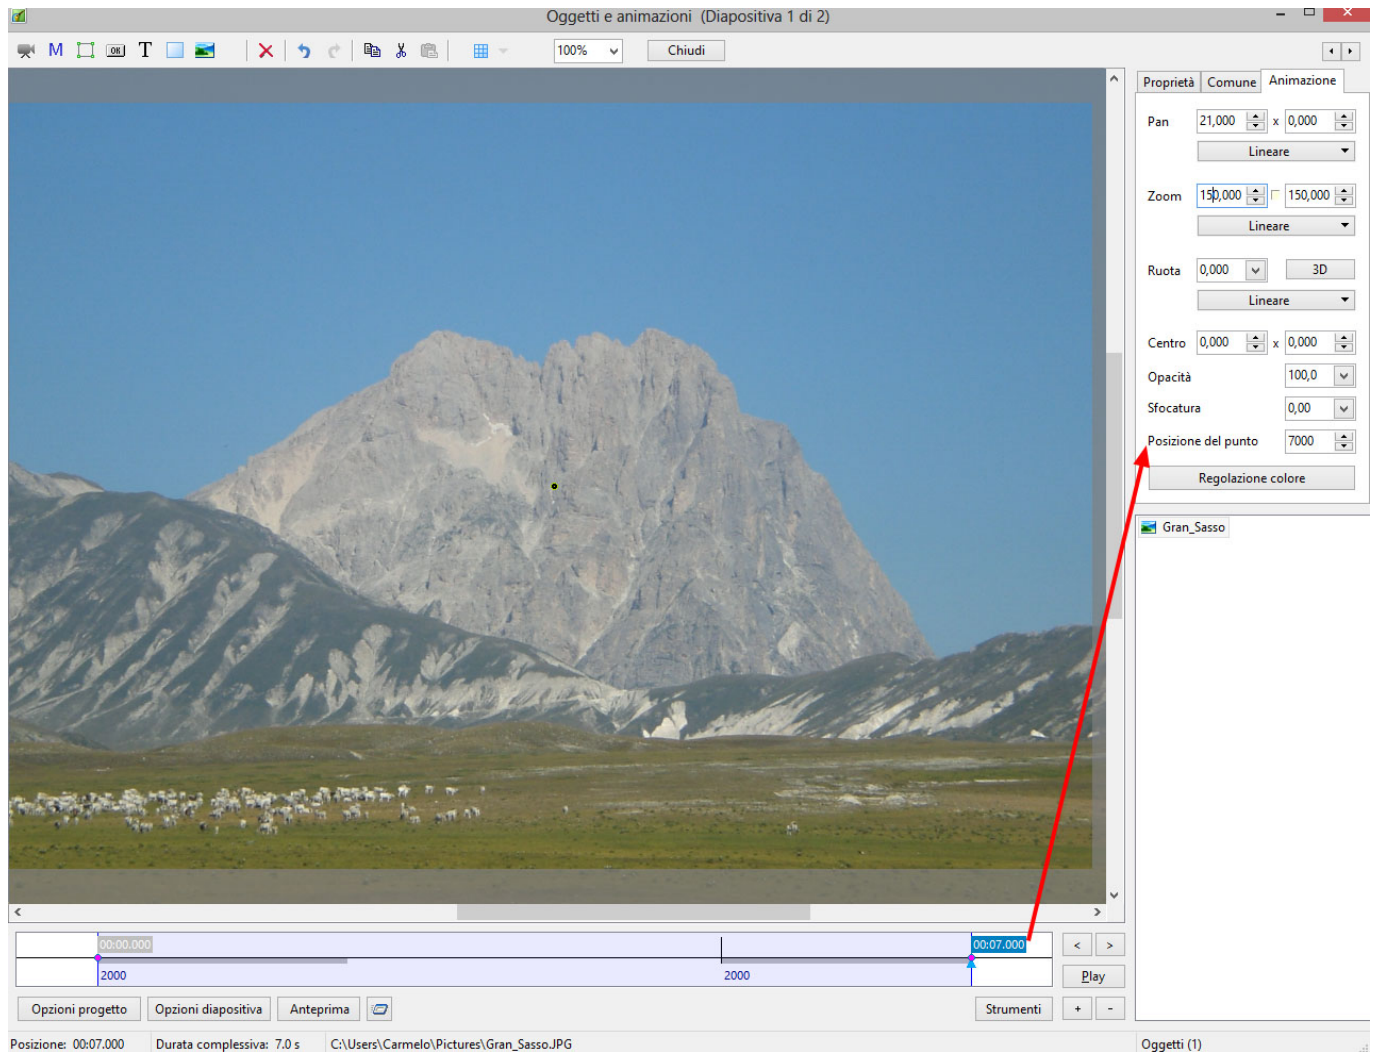 Oggetti e animazioni (Diapositiva 1 di 2)
M OK T 100% Chiudi
Proprietà Comune Animazione
Pan 21,000 x 0,000
Lineare
Zoom 150,000 150,000
Lineare
Ruota 0,000 3D
Lineare
Centro 0,000 x 0,000
Opacità 100,0
Sfocatura 0,00
Posizione del punto 7000
Regolazione colore
Gran_Sasso
00:00.000 00:07.000 < >
2000 2000 Play
Opzioni progetto Opzioni diapositiva Anteprima Strumenti + -
Posizione: 00:07.000 Durata complessiva: 7.0 s C:\Users\Carmelo\Pictures\Gran_Sasso.JPG Oggetti (1)